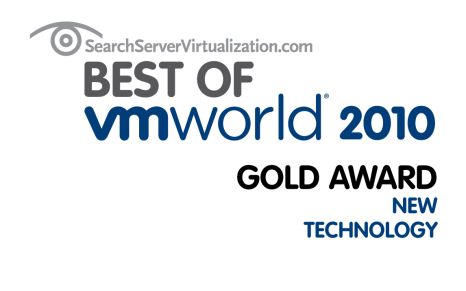 SearchServerVirtualization.com
BEST OF
vmworld® 2010
GOLD AWARD
NEW
TECHNOLOGY